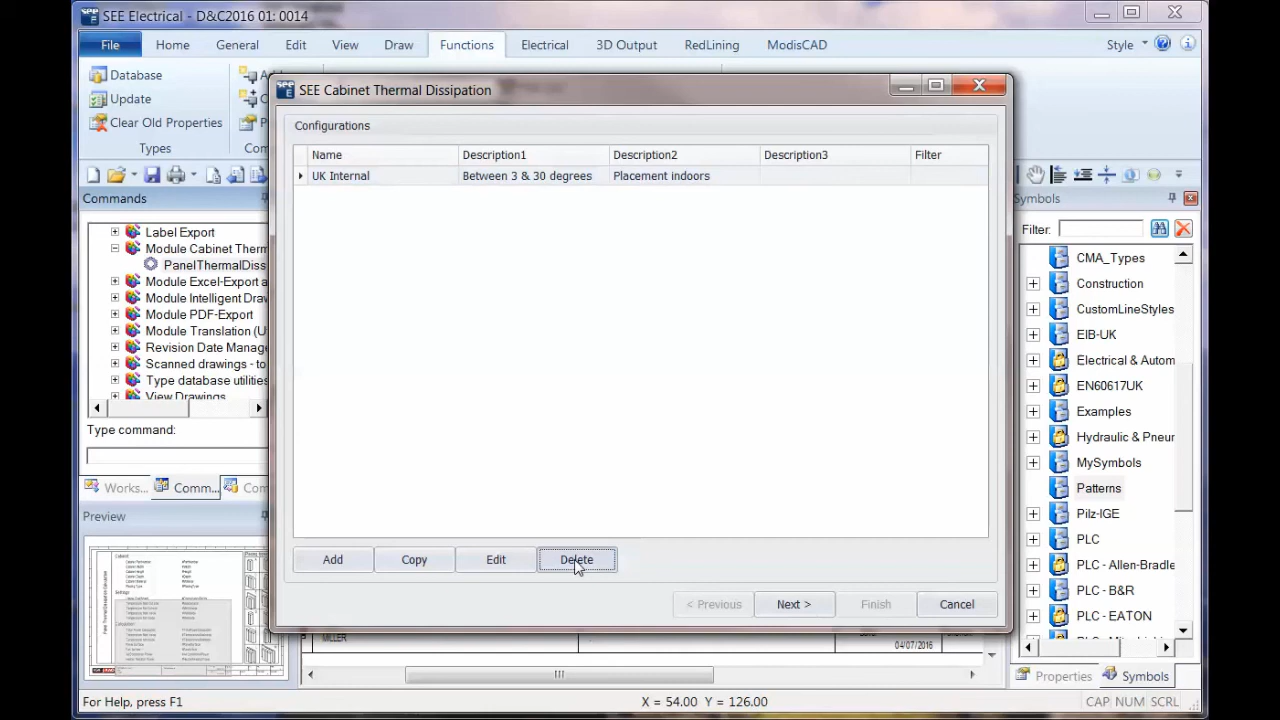 SEE Electrical - D&C2016 01: 0014
File Home General Edit View Draw Functions Electrical 3D Output RedLining ModisCAD Style
Database
Update
Clear Old Properties
Types
SEE Cabinet Thermal Dissipation
Configurations
Name Description1 Description2 Description3 Filter
UK Internal Between 3 & 30 degrees Placement indoors
Add Copy Edit Delete
< Previous Next > Finish Cancel
Commands
Label Export
Module Cabinet Therm
PanelThermalDiss
Module Excel-Export a
Module Intelligent Draw
Module PDF-Export
Module Translation (U
Revision Date Manage
Scanned drawings - to
Type database utilities
View Drawings
Type command:
Works... Comm... Com
Preview
MILLER
04/07/2016
Symbols
Filter:
CMA_Types
Construction
CustomLineStyles
EIB-UK
Electrical & Autom
EN60617UK
Examples
Hydraulic & Pneum
MySymbols
Patterns
Pilz-IGE
PLC
PLC - Allen-Bradle
PLC - B&R
PLC - EATON
Properties Symbols
For Help, press F1 X = 54.00 Y = 126.00 CAP NUM SCRL